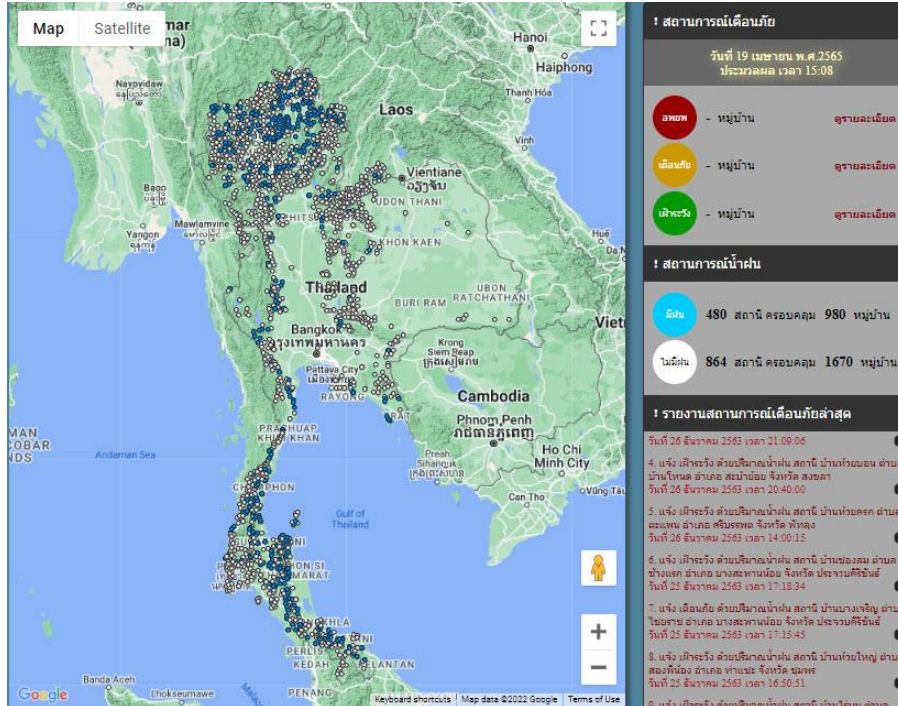 Map
Satellite
Hanoi
Haiphong
Naypyidaw
Thanh Hóa
Laos
Vinh
Vientiane
ວຽງຈັນ
UDON THANI
Bago
Mawlamyine
Yangon
ရန်ကုန်
KHON KAEN
Huế
Thailand
BURI RAM
UBON
RATCHATHANI
Bangkok
กรุงเทพมหานคร
Krong
Siem Reap
Pattaya City
RAYONG
Cambodia
Phnom Penh
PRACHUAP
KHIRI KHAN
Andaman Sea
Ho Chi
Minh City
Can Tho
Gulf of
Thailand
PERLIS
KEDAH
PENANG
Banda Aceh
Lhokseumawe
Google
Keyboard shortcuts
Map data ©2022 Google
Terms of Use
! สถานการณ์เตือนภัย
วันที่ 19 เมษายน พ.ศ.2565
ประมวลผล เวลา 15:08
อพยพ - หมู่บ้าน ดูรายละเอียด
เตือนภัย - หมู่บ้าน ดูรายละเอียด
เฝ้าระวัง - หมู่บ้าน ดูรายละเอียด
! สถานการณ์น้ำฝน
มีฝน 480 สถานี ครอบคลุม 980 หมู่บ้าน
ไม่มีฝน 864 สถานี ครอบคลุม 1670 หมู่บ้าน
! รายงานสถานการณ์เตือนภัยล่าสุด
วันที่ 26 ธันวาคม 2563 เวลา 21:09:06
4. แจ้ง เฝ้าระวัง ด้วยปริมาณน้ำฝน สถานี บ้านห้วยบอน ตำบล
บ้านโหนด อำเภอ สะบ้าย้อย จังหวัด สงขลา
วันที่ 26 ธันวาคม 2563 เวลา 20:40:00
5. แจ้ง เฝ้าระวัง ด้วยปริมาณน้ำฝน สถานี บ้านห้วยครก ตำบล
ตะแพน อำเภอ ศรีบรรพต จังหวัด พัทลุง
วันที่ 26 ธันวาคม 2563 เวลา 14:00:15
6. แจ้ง เฝ้าระวัง ด้วยปริมาณน้ำฝน สถานี บ้านช่องลม ตำบล
ช้างแรก อำเภอ บางสะพานน้อย จังหวัด ประจวบคีรีขันธ์
วันที่ 25 ธันวาคม 2563 เวลา 17:18:34
7. แจ้ง เตือนภัย ด้วยปริมาณน้ำฝน สถานี บ้านบางเจริญ ตำบล
ไชยราช อำเภอ บางสะพานน้อย จังหวัด ประจวบคีรีขันธ์
วันที่ 25 ธันวาคม 2563 เวลา 17:15:45
8. แจ้ง เฝ้าระวัง ด้วยปริมาณน้ำฝน สถานี บ้านห้วยใหญ่ ตำบล
สองพี่น้อง อำเภอ ท่าแซะ จังหวัด ชุมพร
วันที่ 25 ธันวาคม 2563 เวลา 16:50:51